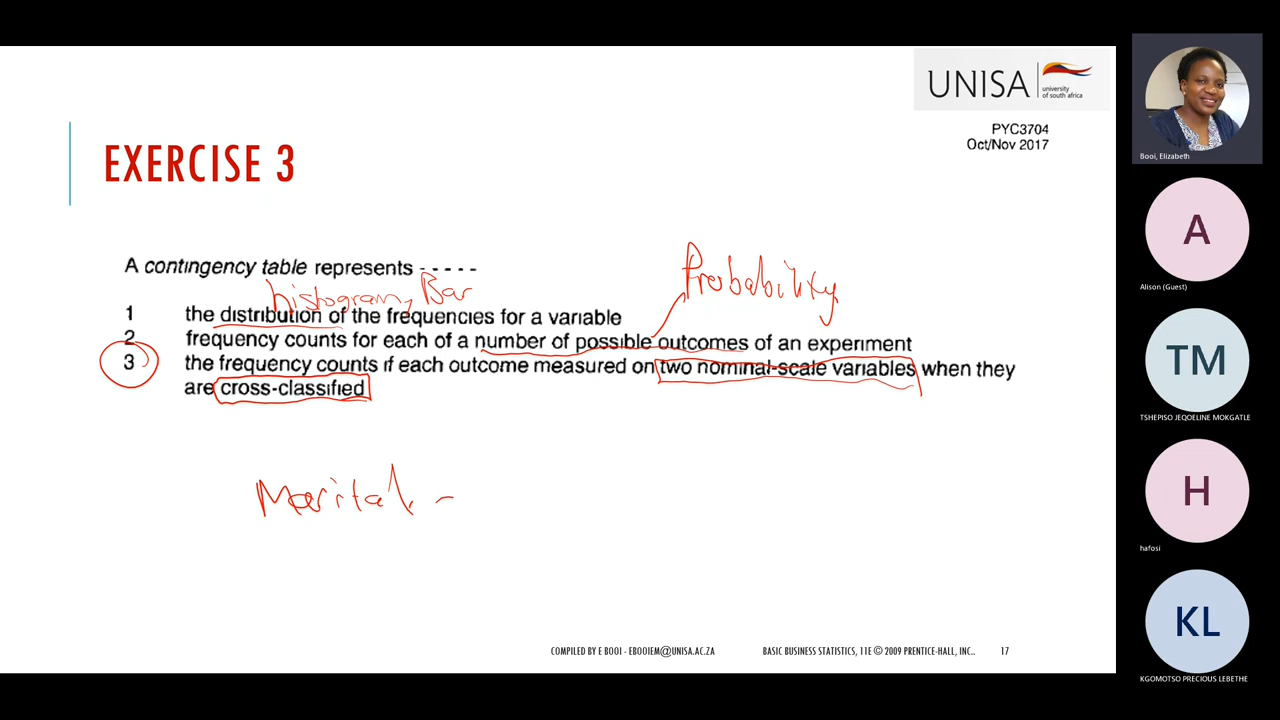 UNISA
university
of south africa
PYC3704
Oct/Nov 2017
EXERCISE 3
A contingency table represents - - - - -
histogram, Bar
Probability
1 the distribution of the frequencies for a variable
2 frequency counts for each of a number of possible outcomes of an experiment
3 the frequency counts if each outcome measured on two nominal-scale variables when they
are cross-classified
Marital -
COMPILED BY E BOOI - EBOOIEM@UNISA.AC.ZA BASIC BUSINESS STATISTICS, 11E © 2009 PRENTICE-HALL, INC.. 17
Booi, Elizabeth
A
Alison (Guest)
TM
TSHEPISO JEQOELINE MOKGATLE
H
hafosi
KL
KGOMOTSO PRECIOUS LEBETHE